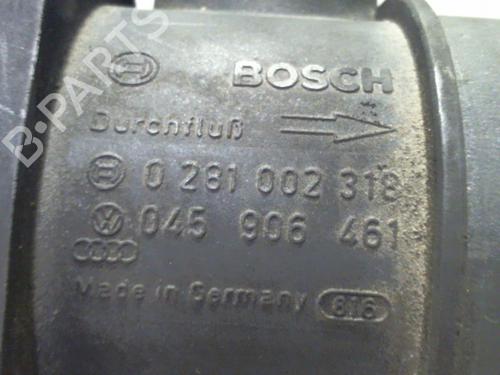 BOSCH
Durchfluß
0 281 002 318
045 906 461
Made in Germany 816
B-PARTS